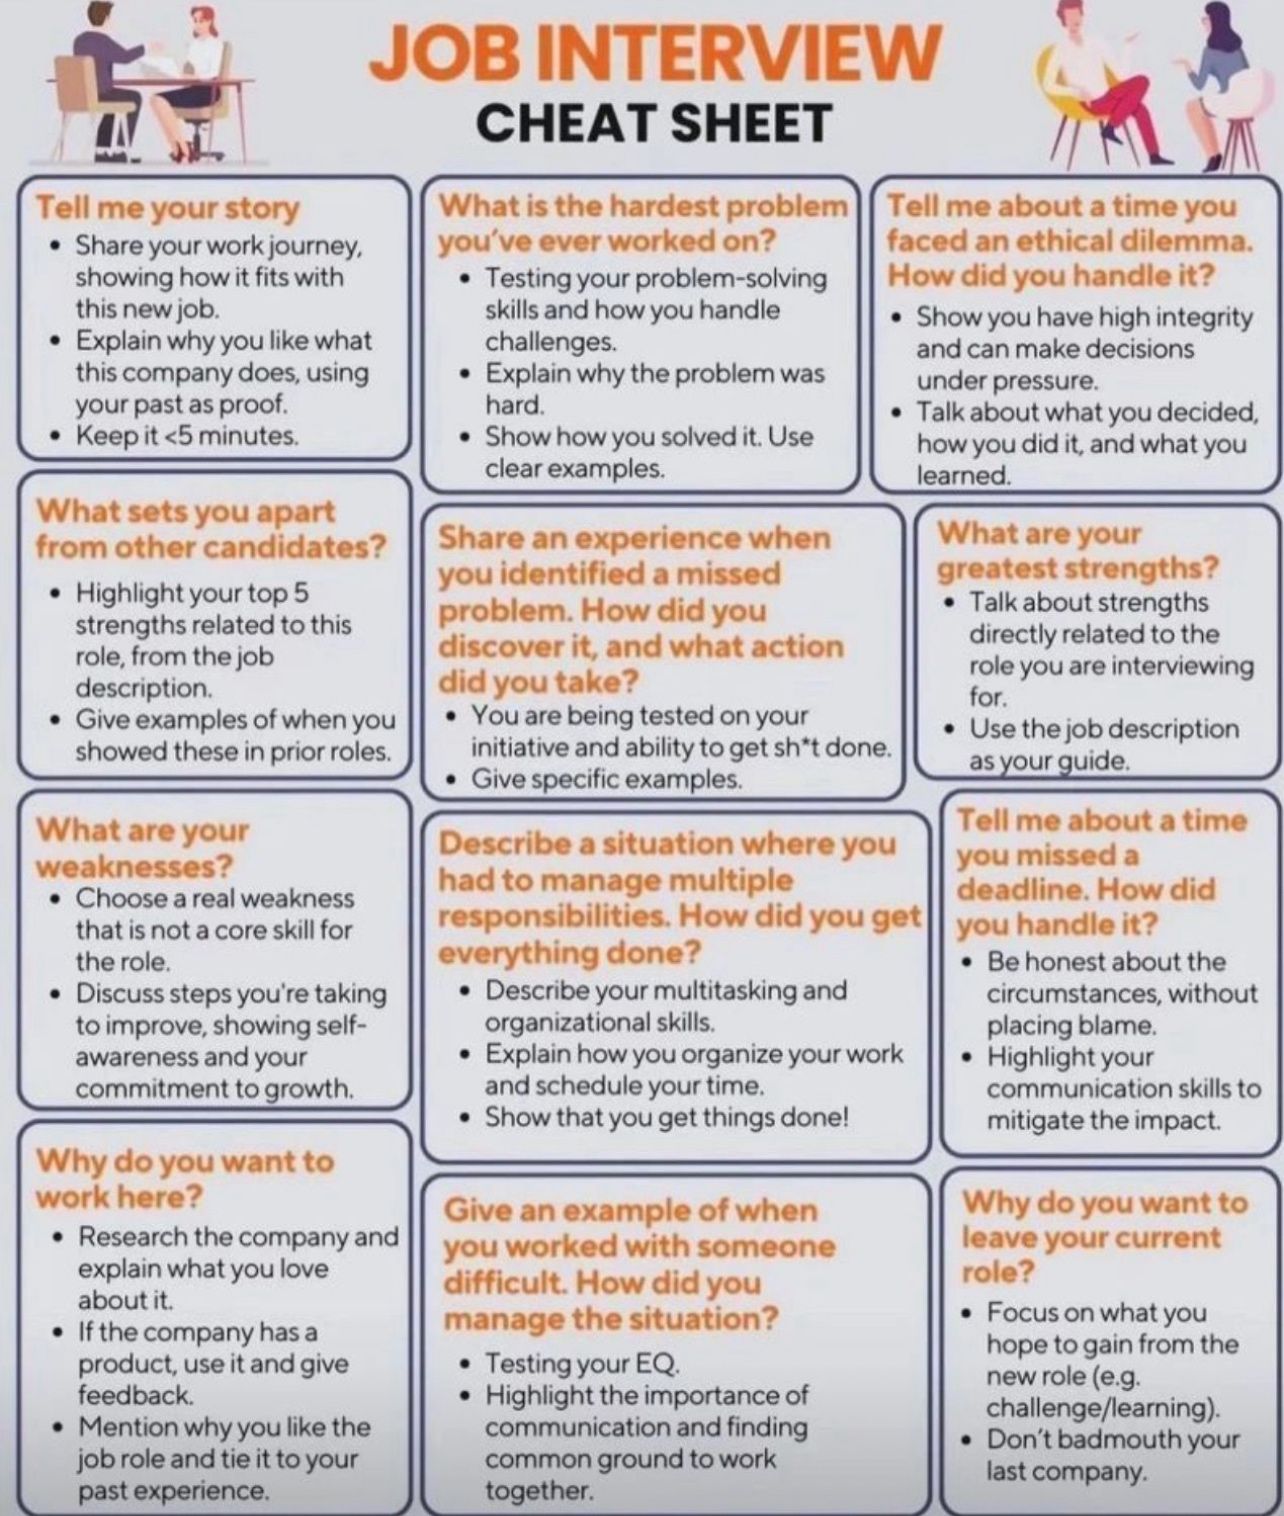 JOB INTERVIEW
CHEAT SHEET
Tell me your story
• Share your work journey,
showing how it fits with
this new job.
• Explain why you like what
this company does, using
your past as proof.
• Keep it <5 minutes.
What is the hardest problem
you've ever worked on?
• Testing your problem-solving
skills and how you handle
challenges.
• Explain why the problem was
hard.
• Show how you solved it. Use
clear examples.
Tell me about a time you
faced an ethical dilemma.
How did you handle it?
• Show you have high integrity
and can make decisions
under pressure.
• Talk about what you decided,
how you did it, and what you
learned.
What sets you apart
from other candidates?
• Highlight your top 5
strengths related to this
role, from the job
description.
• Give examples of when you
showed these in prior roles.
Share an experience when
you identified a missed
problem. How did you
discover it, and what action
did you take?
• You are being tested on your
initiative and ability to get sh*t done.
• Give specific examples.
What are your
greatest strengths?
• Talk about strengths
directly related to the
role you are interviewing
for.
• Use the job description
as your guide.
What are your
weaknesses?
• Choose a real weakness
that is not a core skill for
the role.
• Discuss steps you're taking
to improve, showing self-
awareness and your
commitment to growth.
Describe a situation where you
had to manage multiple
responsibilities. How did you get
everything done?
• Describe your multitasking and
organizational skills.
• Explain how you organize your work
and schedule your time.
• Show that you get things done!
Tell me about a time
you missed a
deadline. How did
you handle it?
• Be honest about the
circumstances, without
placing blame.
• Highlight your
communication skills to
mitigate the impact.
Why do you want to
work here?
• Research the company and
explain what you love
about it.
• If the company has a
product, use it and give
feedback.
• Mention why you like the
job role and tie it to your
past experience.
Give an example of when
you worked with someone
difficult. How did you
manage the situation?
• Testing your EQ.
• Highlight the importance of
communication and finding
common ground to work
together.
Why do you want to
leave your current
role?
• Focus on what you
hope to gain from the
new role (e.g.
challenge/learning).
• Don't badmouth your
last company.